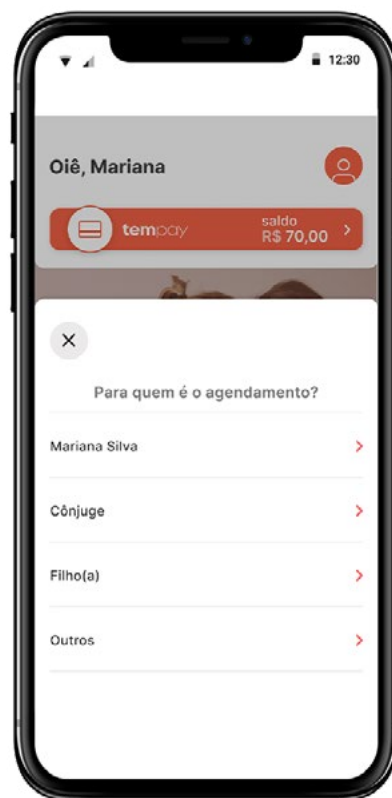 12:30
Oiê, Mariana
tempay
saldo
R$ 70,00
Para quem é o agendamento?
Mariana Silva
Cônjuge
Filho(a)
Outros